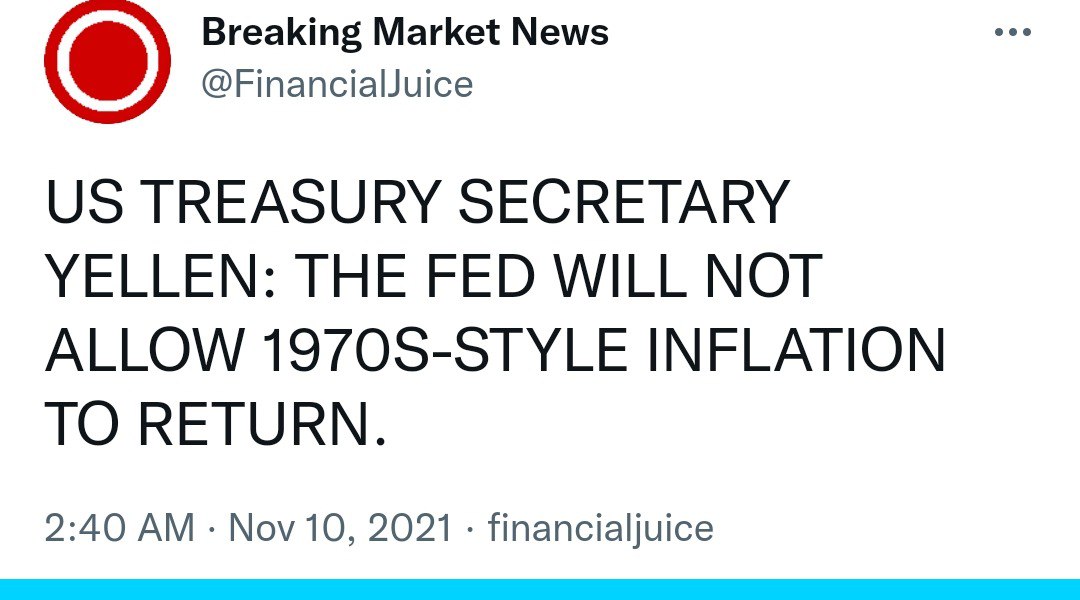 Breaking Market News
@FinancialJuice
US TREASURY SECRETARY
YELLEN: THE FED WILL NOT
ALLOW 1970S-STYLE INFLATION
TO RETURN.
2:40 AM · Nov 10, 2021 · financialjuice